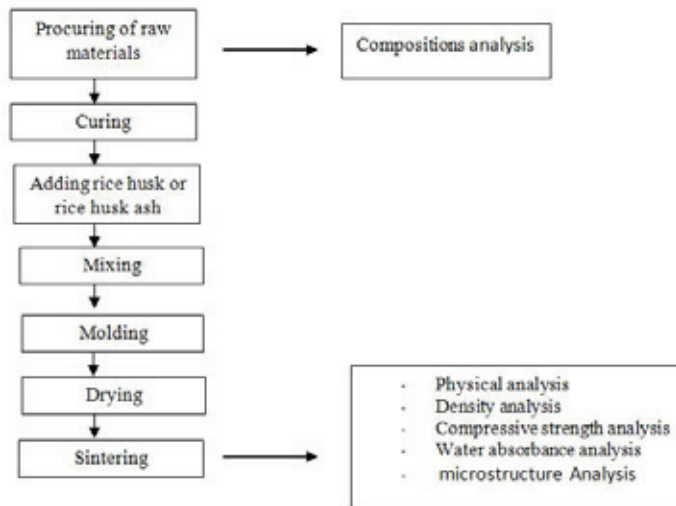 Procuring of raw
materials
Compositions analysis
Curing
Adding rice husk or
rice husk ash
Mixing
Molding
Drying
Sintering
- Physical analysis
- Density analysis
- Compressive strength analysis
- Water absorbance analysis
- microstructure Analysis